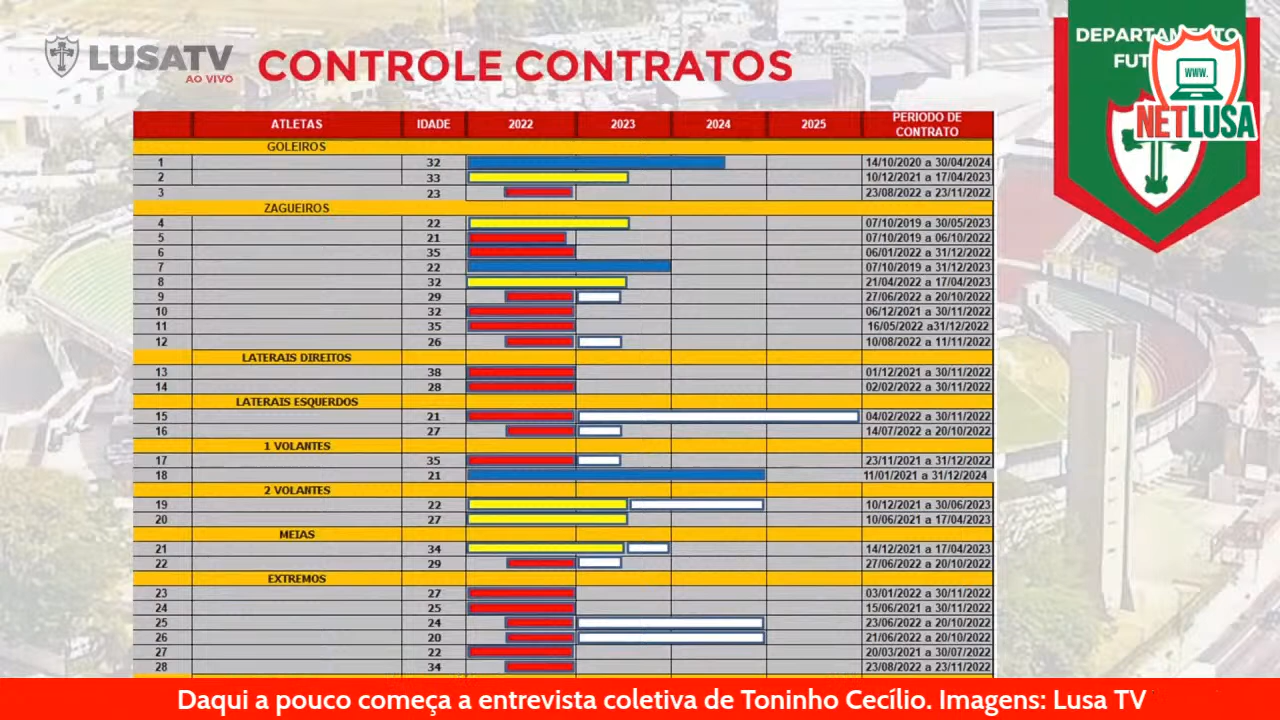 LUSATV
AO VIVO
CONTROLE CONTRATOS
DEPARTAMENTO
FUT
WWW.
NETLUSA
ATLETAS IDADE 2022 2023 2024 2025 PERIODO DE CONTRATO
GOLEIROS
1 32 14/10/2020 a 30/04/2024
2 33 10/12/2021 a 17/04/2023
3 23 23/08/2022 a 23/11/2022
ZAGUEIROS
4 22 07/10/2019 a 30/05/2023
5 21 07/10/2019 a 06/10/2022
6 35 06/01/2022 a 31/12/2022
7 22 07/10/2019 a 31/12/2023
8 32 21/04/2022 a 17/04/2023
9 29 27/06/2022 a 20/10/2022
10 32 06/12/2021 a 30/11/2022
11 35 16/05/2022 a31/12/2022
12 26 10/08/2022 a 11/11/2022
LATERAIS DIREITOS
13 38 01/12/2021 a 30/11/2022
14 28 02/02/2022 a 30/11/2022
LATERAIS ESQUERDOS
15 21 04/02/2022 a 30/11/2022
16 27 14/07/2022 a 20/10/2022
1 VOLANTES
17 35 23/11/2021 a 31/12/2022
18 21 11/01/2021 a 31/12/2024
2 VOLANTES
19 22 10/12/2021 a 30/06/2023
20 27 10/06/2021 a 17/04/2023
MEIAS
21 34 14/12/2021 a 17/04/2023
22 29 27/06/2022 a 20/10/2022
EXTREMOS
23 27 03/01/2022 a 30/11/2022
24 25 15/06/2021 a 30/11/2022
25 24 23/06/2022 a 20/10/2022
26 20 21/06/2022 a 20/10/2022
27 22 20/03/2021 a 30/07/2022
28 34 23/08/2022 a 23/11/2022
Daqui a pouco começa a entrevista coletiva de Toninho Cecílio. Imagens: Lusa TV